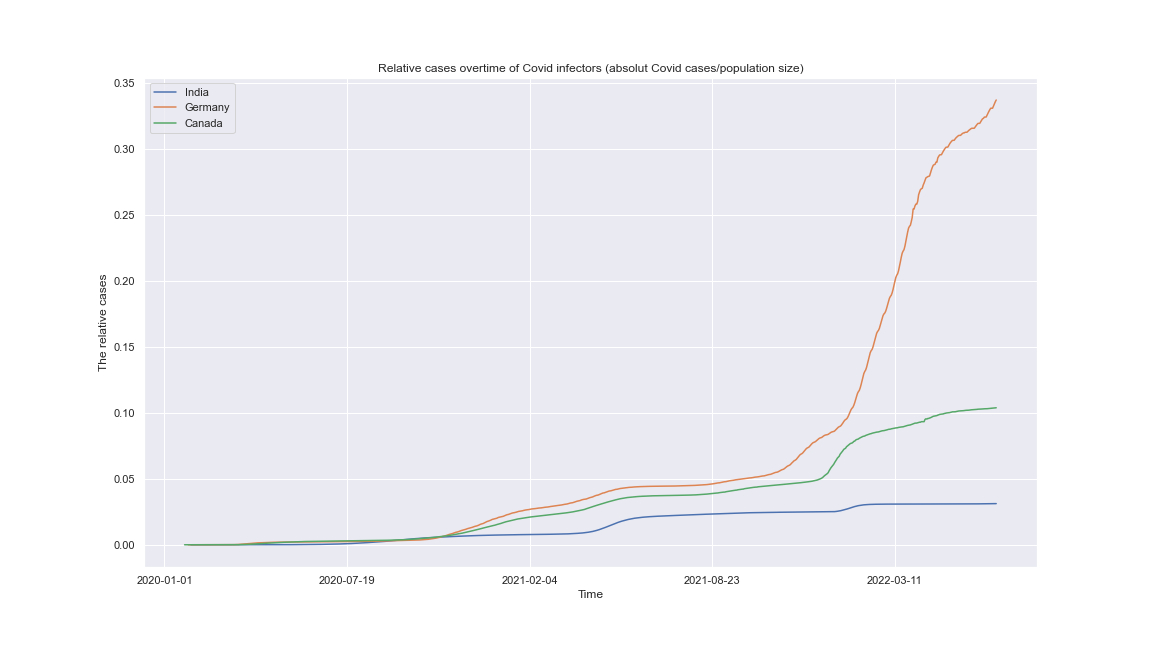 Relative cases overtime of Covid infectors (absolut Covid cases/population size)
India
Germany
Canada
0.35
0.30
0.25
0.20
0.15
0.10
0.05
0.00
The relative cases
2020-01-01 2020-07-19 2021-02-04 2021-08-23 2022-03-11
Time